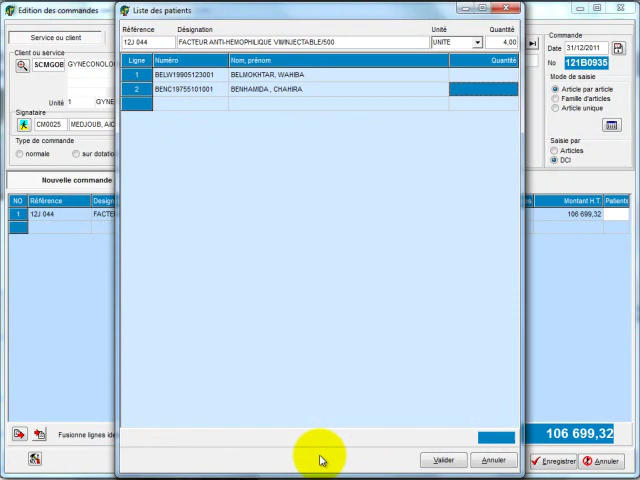 Edition des commandes
Liste des patients
Référence Désignation Unité Quantité
12J 044 FACTEUR ANTI-HEMOPHILIQUE VIIINJECTABLE/500 UNITE 4,00
Ligne Numéro Nom, prénom Quantité
1 BELW19905123001 BELMOKHTAR, WAHIBA
2 BENC19755101001 BENHAMIDA , CHAHIRA
Service ou client
Client ou service
SCMGOB GYNECONOLO
Unité 1 GYNE
Signataire
CM0025 MEDJOUB, AIC
Type de commande
normale sur dotatio
Nouvelle commande
NO Référence Design
1 12J 044 FACTE
Commande
Date 31/12/2011
No 121B0935
Mode de saisie
Article par article
Famille d'articles
Article unique
Saisie par
Articles
DCI
Montant H.T. Patients
106 699,32
Fusionne lignes ide
106 699,32
Valider Annuler
Enregistrer Annuler